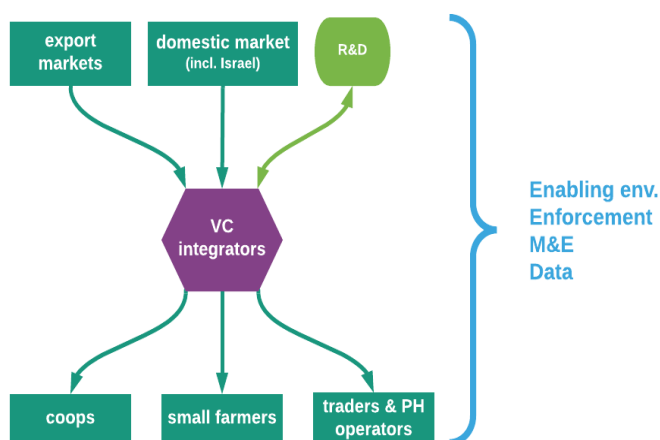 export
markets
domestic market
(incl. Israel)
R&D
VC
integrators
Enabling env.
Enforcement
M&E
Data
coops
small farmers
traders & PH
operators